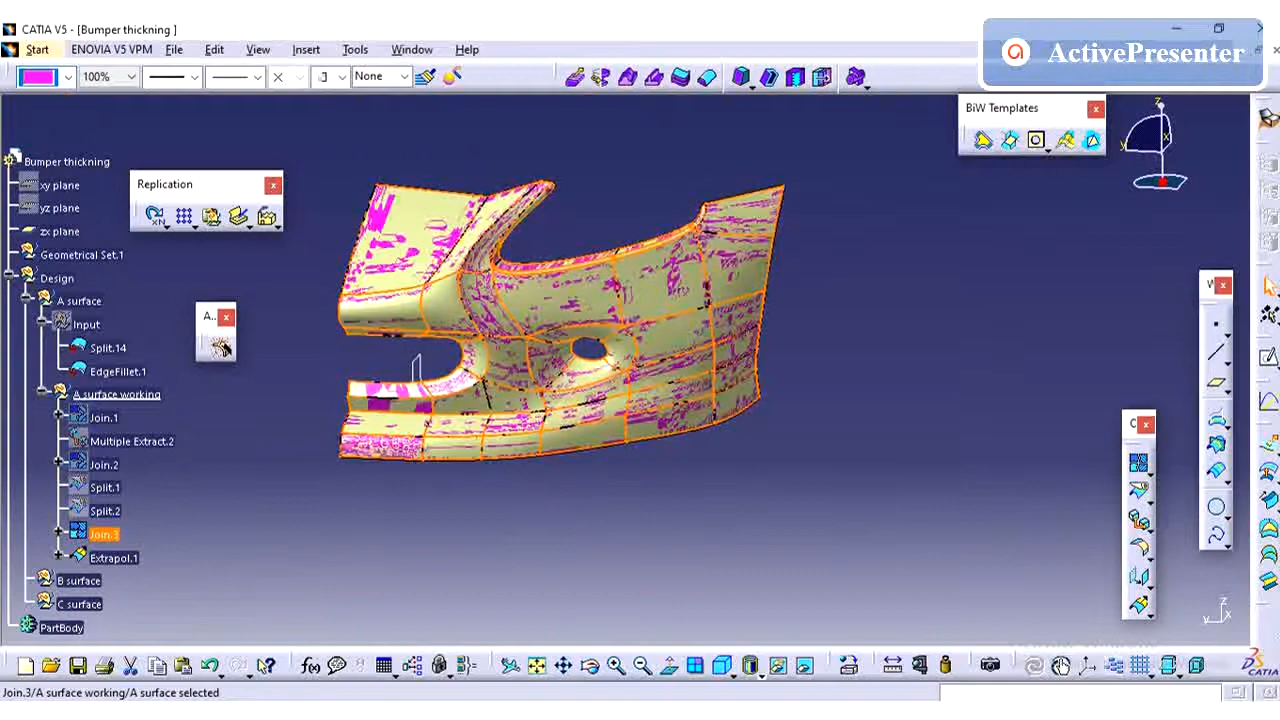 CATIA V5 - [Bumper thickning ]
ActivePresenter
Start ENOVIA V5 VPM File Edit View Insert Tools Window Help
100% None
BiW Templates
z
y x
Bumper thickning
xy plane
yz plane
zx plane
Geometrical Set.1
Design
A surface
Input
Split.14
EdgeFillet.1
A surface working
Join.1
Multiple Extract.2
Join.2
Split.1
Split.2
Join.3
Extrapol.1
B surface
C surface
PartBody
Replication
A..
W
C
z
y x
f(x)
CATIA
Join.3/A surface working/A surface selected